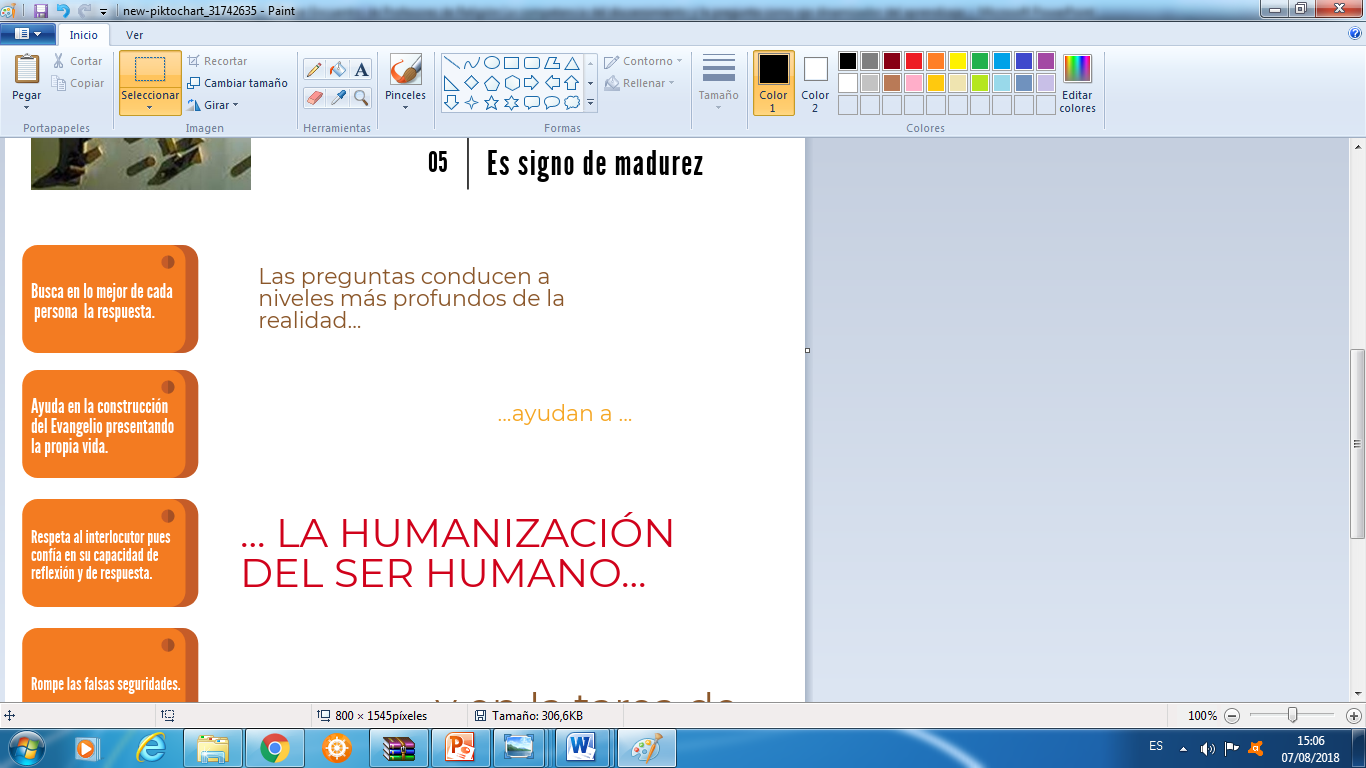 new-piktochart_31742635 - Paint
Inicio
Ver
Pegar
Cortar
Copiar
Portapapeles
Seleccionar
Recortar
Cambiar tamaño
Girar
Imagen
A
Herramientas
Pinceles
Contorno
Rellenar
Formas
Tamaño
Color
1
Color
2
Editar
colores
Colores
05
Es signo de madurez
Busca en lo mejor de cada
persona la respuesta.
Las preguntas conducen a
niveles más profundos de la
realidad...
Ayuda en la construcción
del Evangelio presentando
la propia vida.
...ayudan a ...
Respeta al interlocutor pues
confía en su capacidad de
reflexión y de respuesta.
... LA HUMANIZACIÓN
DEL SER HUMANO...
Rompe las falsas seguridades.
y en la tarea de
800 × 1545píxeles
Tamaño: 306,6KB
100%
ES
15:06
07/08/2018